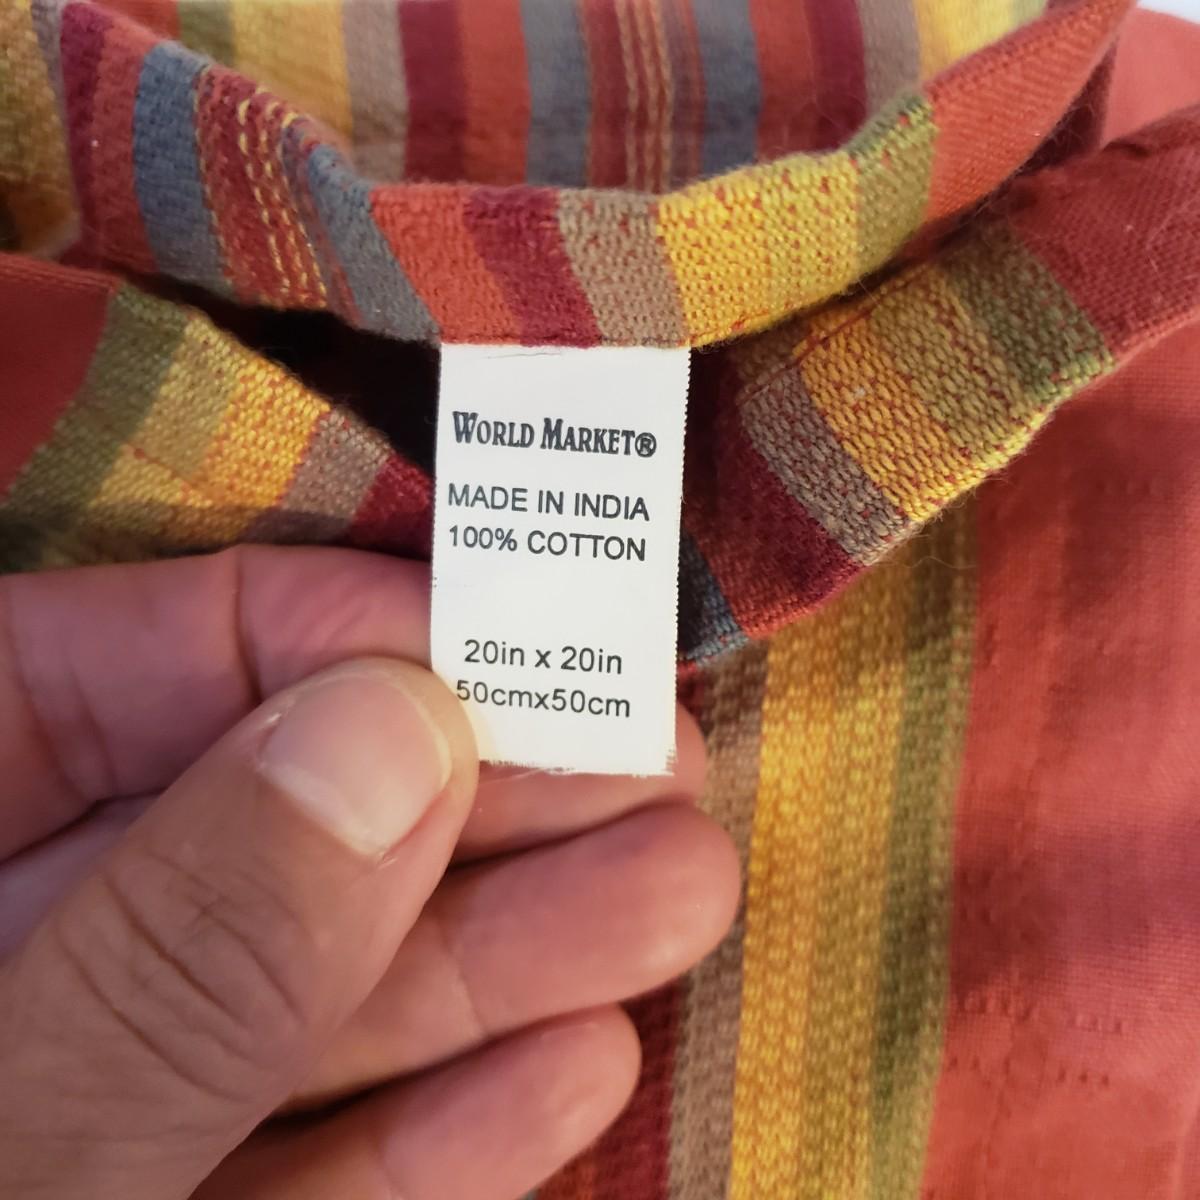 WORLD MARKET®
MADE IN INDIA
100% COTTON
20in x 20in
50cmx50cm